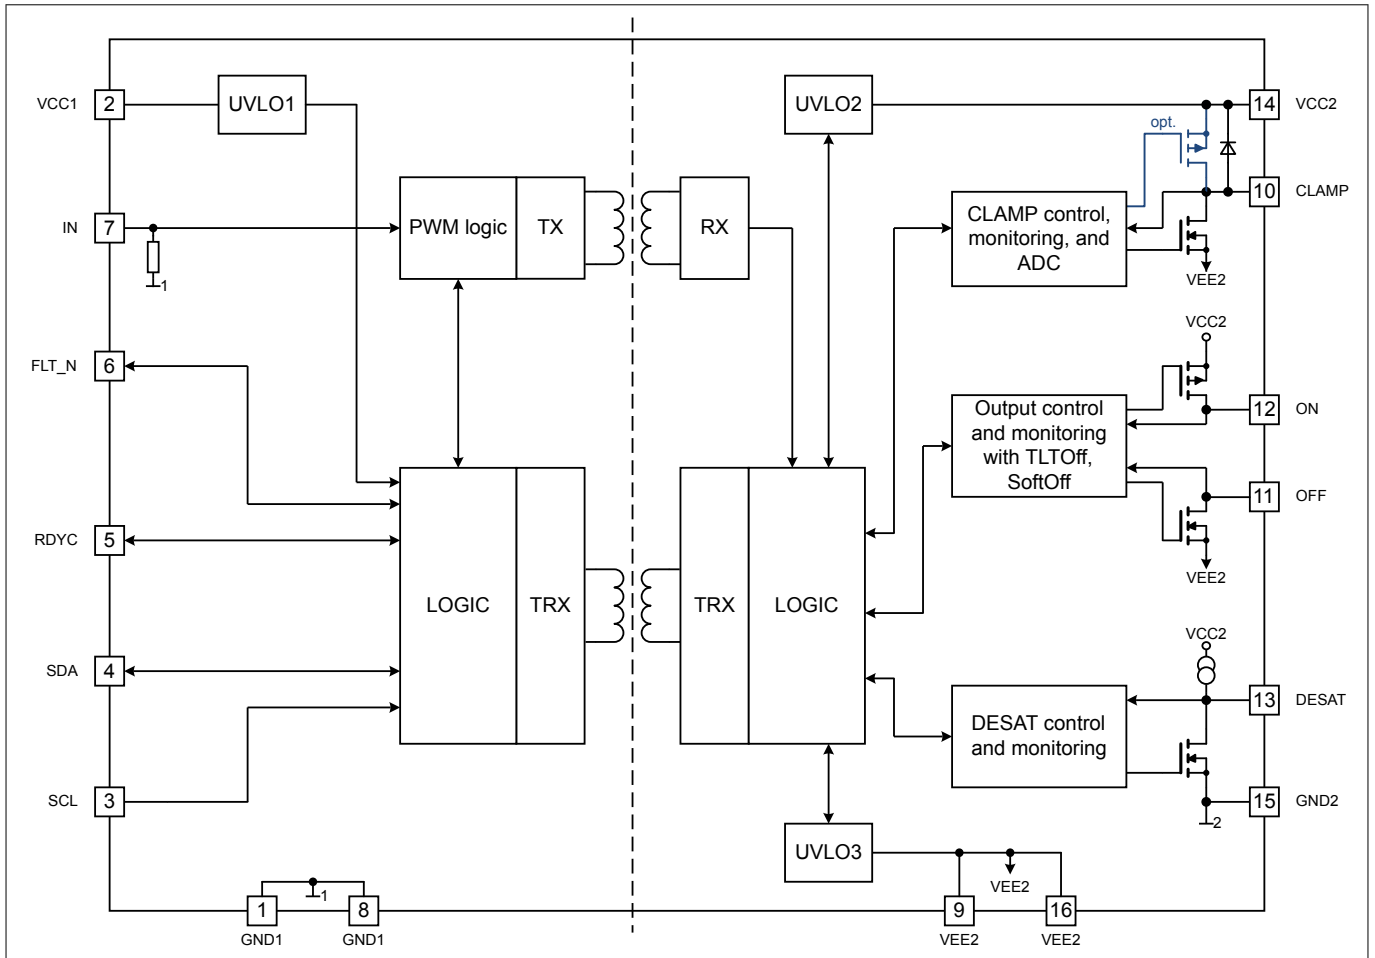 VCC1
2
UVLO1
UVLO2
14
VCC2
opt.
10
CLAMP
IN
7
1
PWM logic
TX
RX
CLAMP control,
monitoring, and
ADC
VEE2
VCC2
FLT_N
6
Output control
and monitoring
with TLTOff,
SoftOff
12
ON
11
OFF
VEE2
RDYC
5
LOGIC
TRX
TRX
LOGIC
VCC2
SDA
4
DESAT control
and monitoring
13
DESAT
SCL
3
15
GND2
2
UVLO3
VEE2
1
1
8
9
16
GND1
GND1
VEE2
VEE2